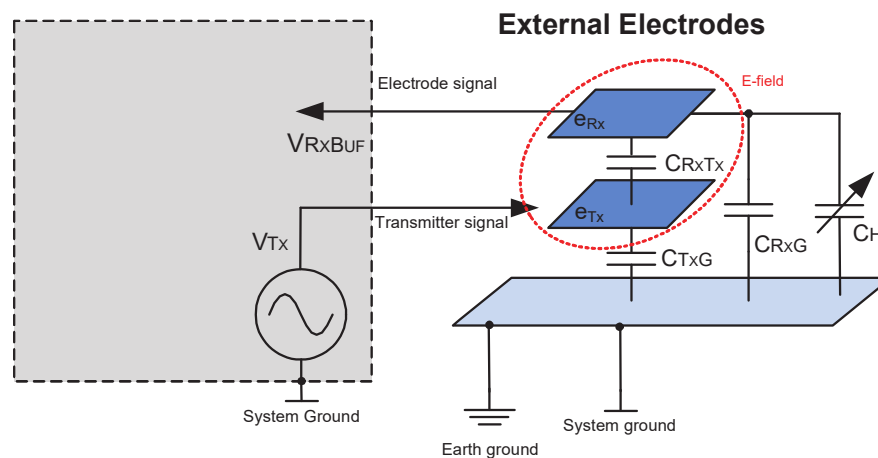 External Electrodes
E-field
Electrode signal
eRx
VRxBUF
CRxTx
eTx
Transmitter signal
VTx
CTxG
CRxG
CH
System Ground
Earth ground
System ground